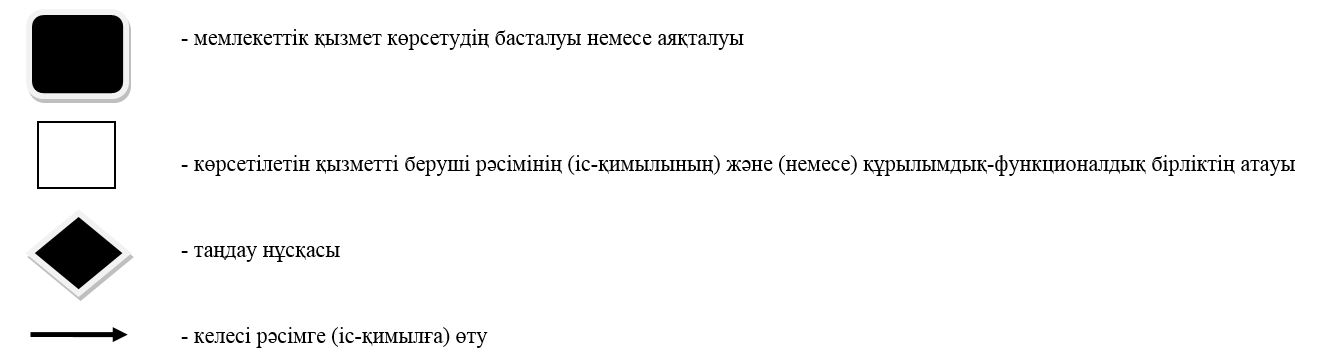 - мемлекеттік қызмет көрсетудің басталуы немесе аяқталуы
- көрсетілетін қызметті беруші рәсімінің (іс-қимылының) және (немесе) құрылымдық-функционалдық бірліктің атауы
- таңдау нұсқасы
- келесі рәсімге (іс-қимылға) өту